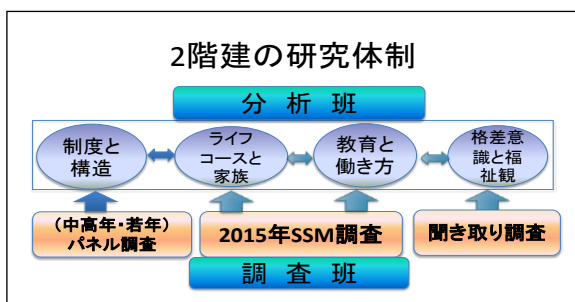 2階建の研究体制
分 析 班
制度と
構造
ライフ
コースと
家族
教育と
働き方
格差意
識と福
祉観
（中高年・若年）
パネル調査
2015年SSM調査
聞き取り調査
調 査 班